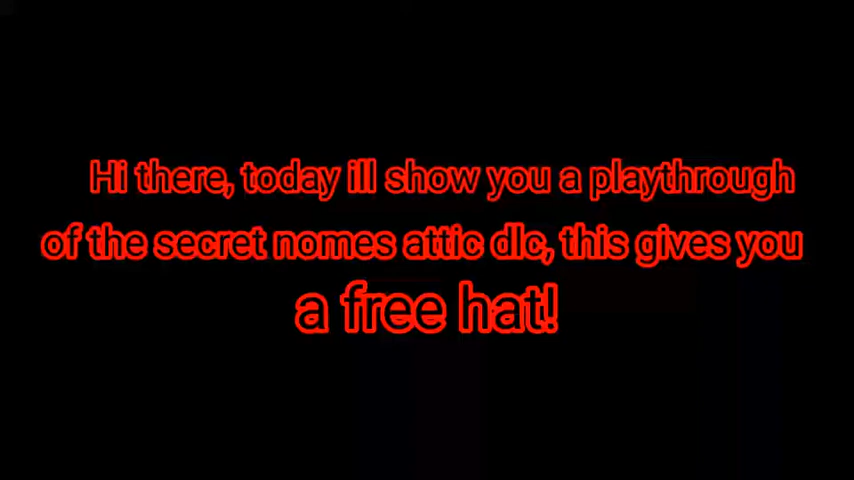 Hi there, today ill show you a playthrough
of the secret nomes attic dlc, this gives you
a free hat!